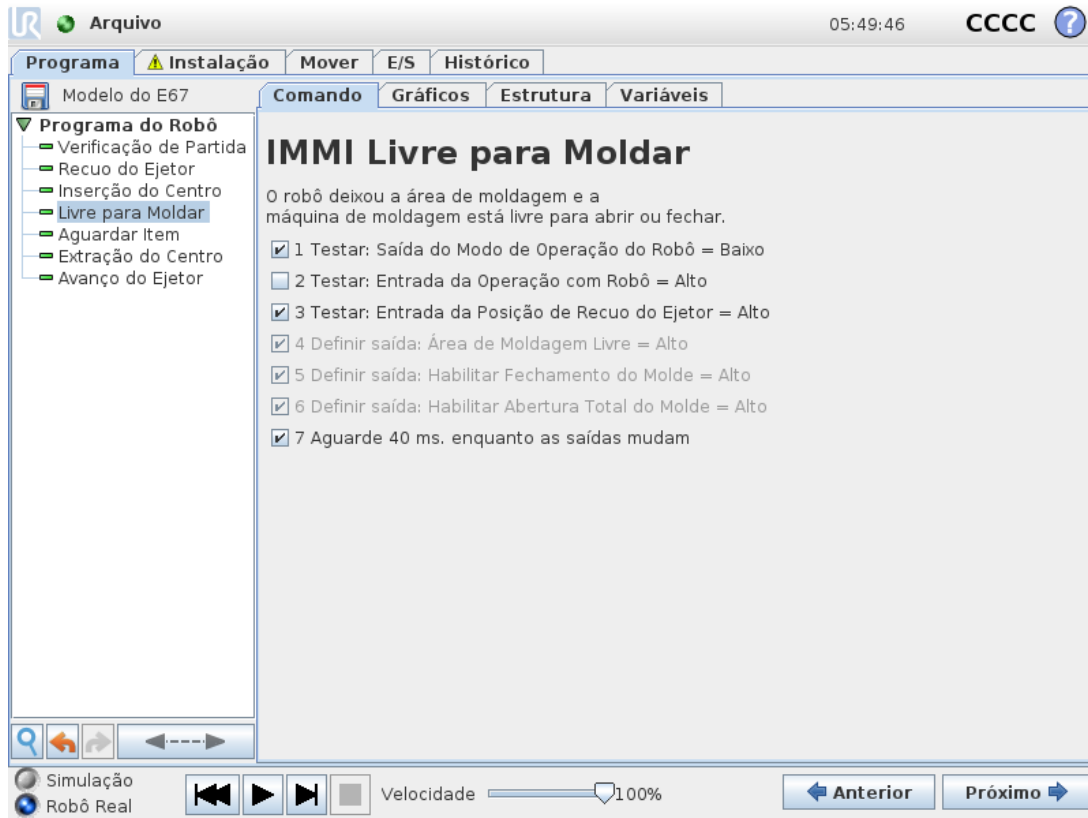 UR Arquivo 05:49:46 CCCC ?
Programa Instalação Mover E/S Histórico
Modelo do E67 Comando Gráficos Estrutura Variáveis
Programa do Robô
Verificação de Partida
Recuo do Ejetor
Inserção do Centro
Livre para Moldar
Aguardar Item
Extração do Centro
Avanço do Ejetor
IMMI Livre para Moldar
O robô deixou a área de moldagem e a
máquina de moldagem está livre para abrir ou fechar.
1 Testar: Saída do Modo de Operação do Robô = Baixo
2 Testar: Entrada da Operação com Robô = Alto
3 Testar: Entrada da Posição de Recuo do Ejetor = Alto
4 Definir saída: Área de Moldagem Livre = Alto
5 Definir saída: Habilitar Fechamento do Molde = Alto
6 Definir saída: Habilitar Abertura Total do Molde = Alto
7 Aguarde 40 ms. enquanto as saídas mudam
Simulação
Robô Real
Velocidade 100% Anterior Próximo